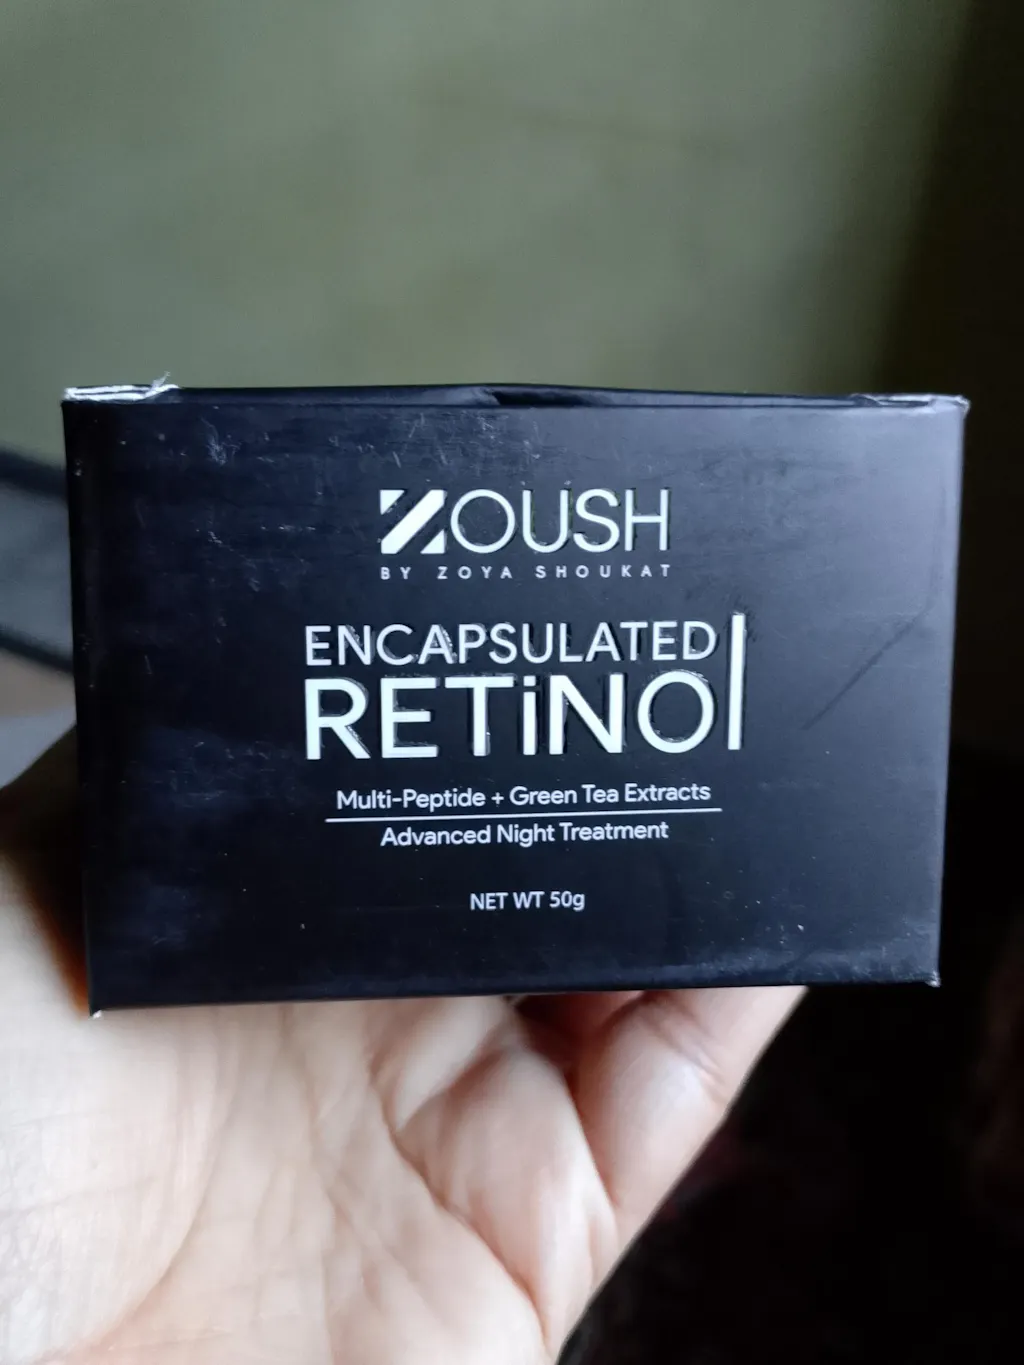 ZOUSH
BY ZOYA SHOUKAT
ENCAPSULATED
RETiNOl
Multi-Peptide + Green Tea Extracts
Advanced Night Treatment
NET WT 50g